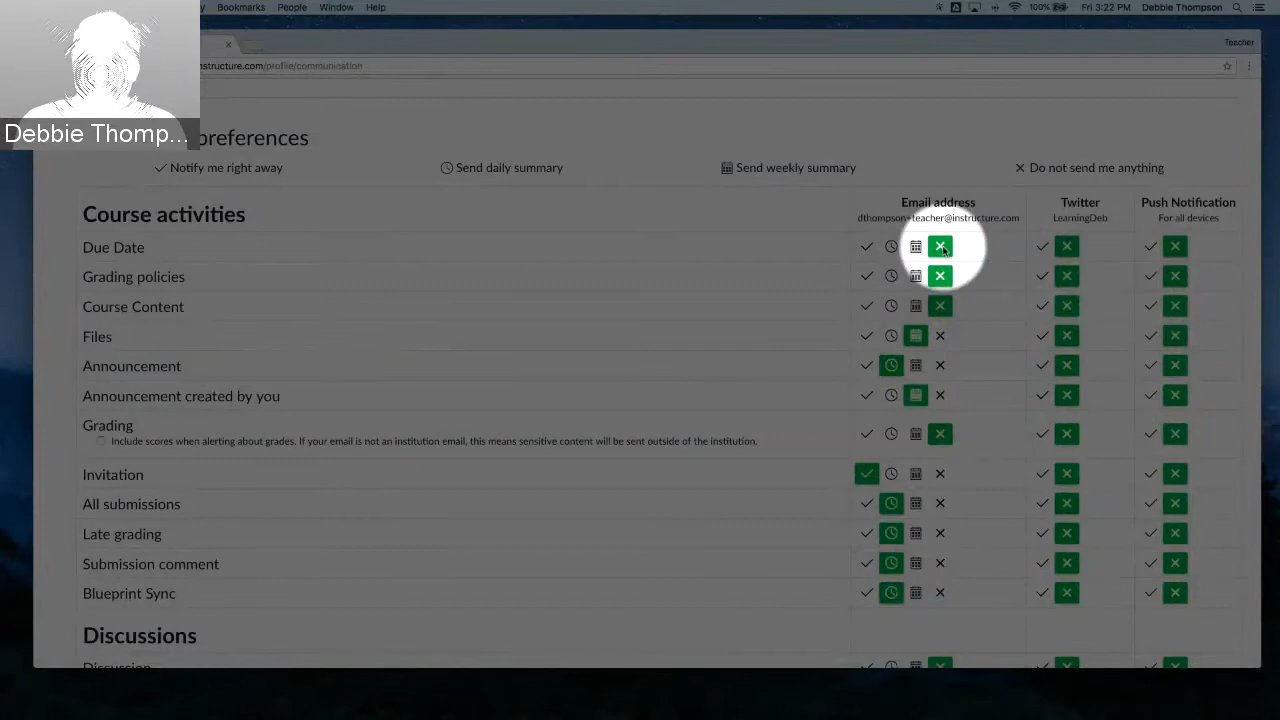 Bookmarks People Window Help 100% Fri 3:22 PM Debbie Thompson
Teacher
nstructure.com/profile/communication
Debbie Thomp...
preferences
Notify me right away Send daily summary Send weekly summary Do not send me anything
Course activities
Email address Twitter Push Notification
dthompson+teacher@instructure.com LearningDeb For all devices
Due Date
Grading policies
Course Content
Files
Announcement
Announcement created by you
Grading
Include scores when alerting about grades. If your email is not an institution email, this means sensitive content will be sent outside of the institution.
Invitation
All submissions
Late grading
Submission comment
Blueprint Sync
Discussions
Discussion